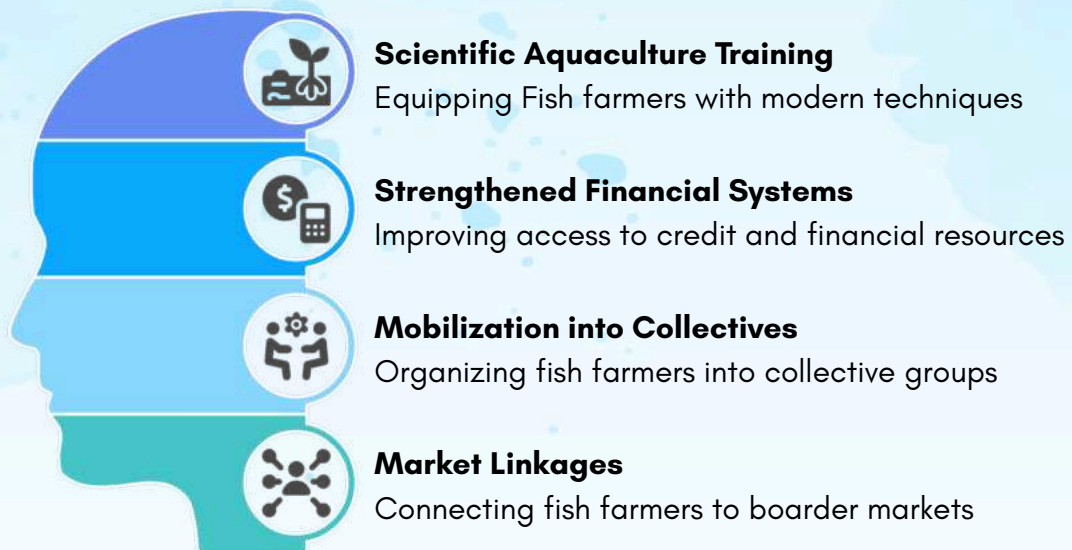 Scientific Aquaculture Training
Equipping Fish farmers with modern techniques
Strengthened Financial Systems
Improving access to credit and financial resources
Mobilization into Collectives
Organizing fish farmers into collective groups
Market Linkages
Connecting fish farmers to boarder markets